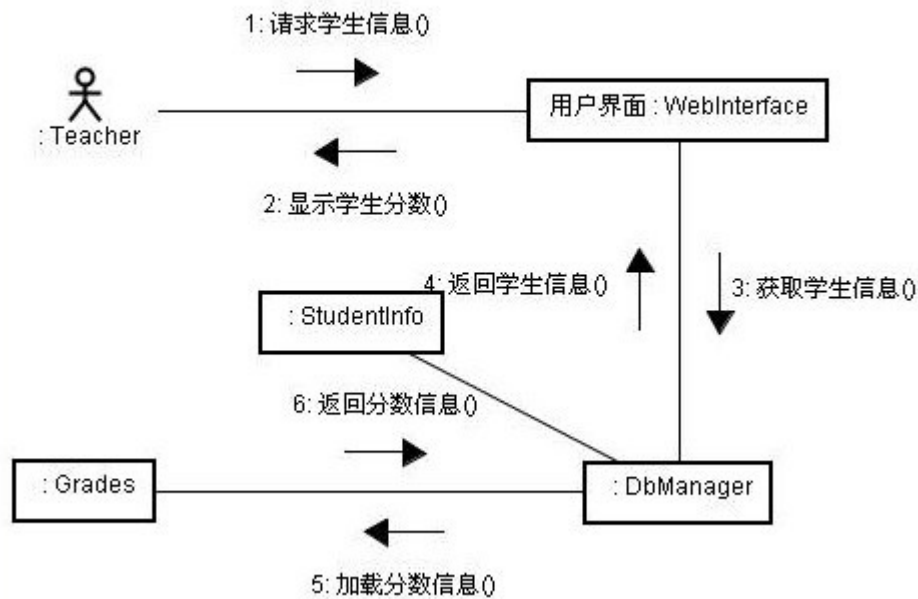 1: 请求学生信息()
: Teacher
用户界面 : WebInterface
2: 显示学生分数()
4: 返回学生信息()
3: 获取学生信息()
: StudentInfo
6: 返回分数信息()
: Grades
: DbManager
5: 加载分数信息()